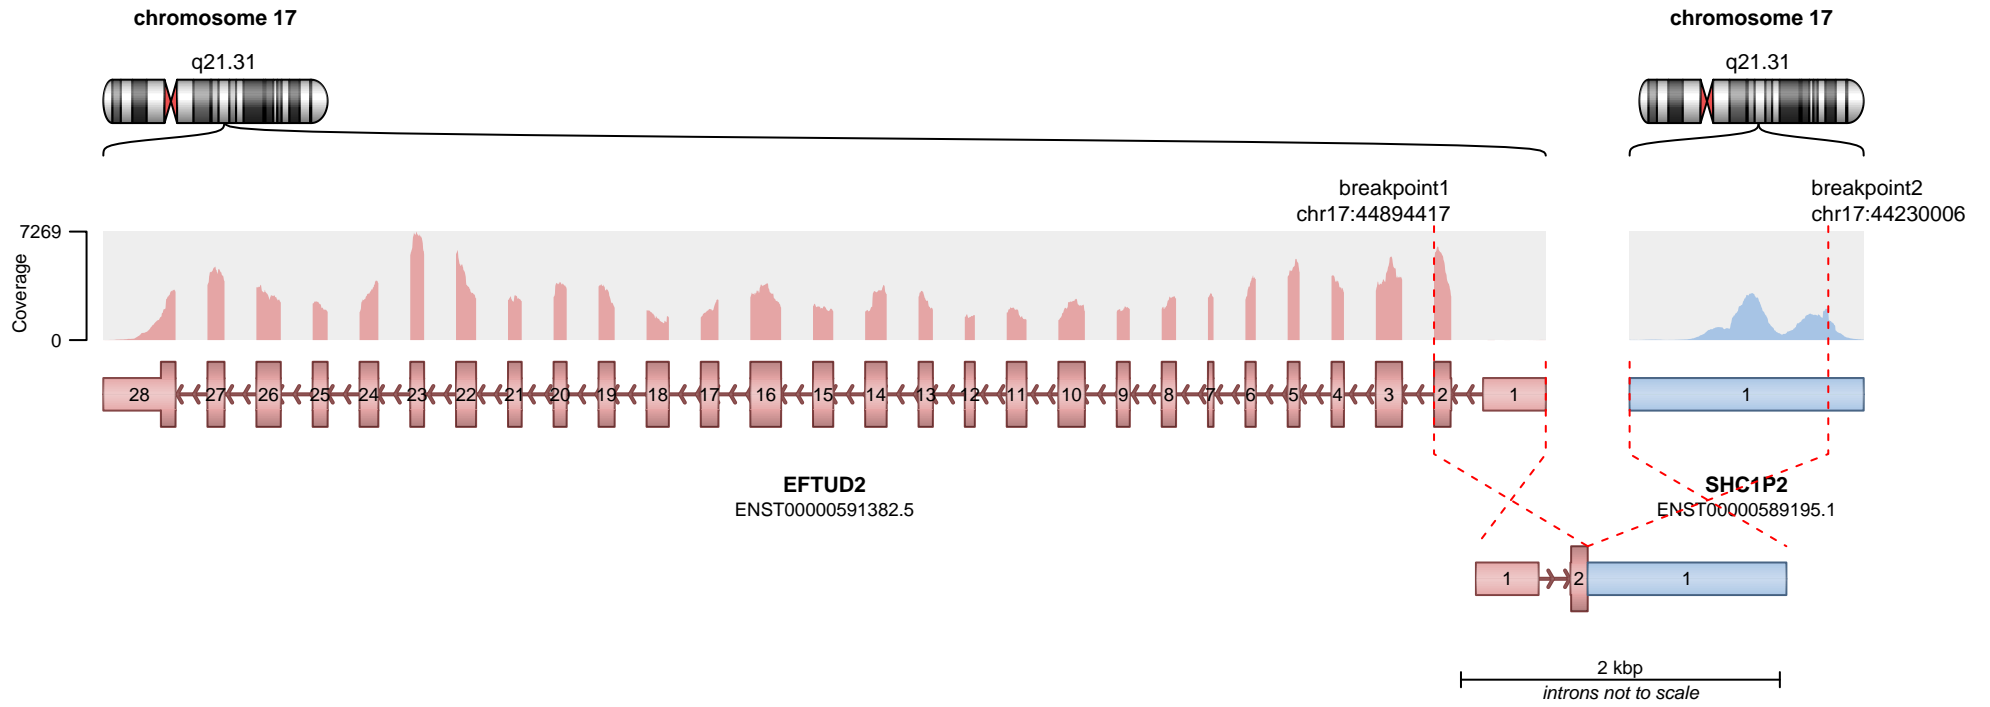 chromosome 17
chromosome 17
q21.31
q21.31
breakpoint1
chr17:44894417
breakpoint2
chr17:44230006
7269
Coverage
0
28 27 26 25 24 23 22 21 20 19 18 17 16 15 14 13 12 11 10 9 8 7 6 5 4 3 2 1
1
EFTUD2
ENST00000591382.5
SHC1P2
ENST00000589195.1
1 2 1
2 kbp
introns not to scale